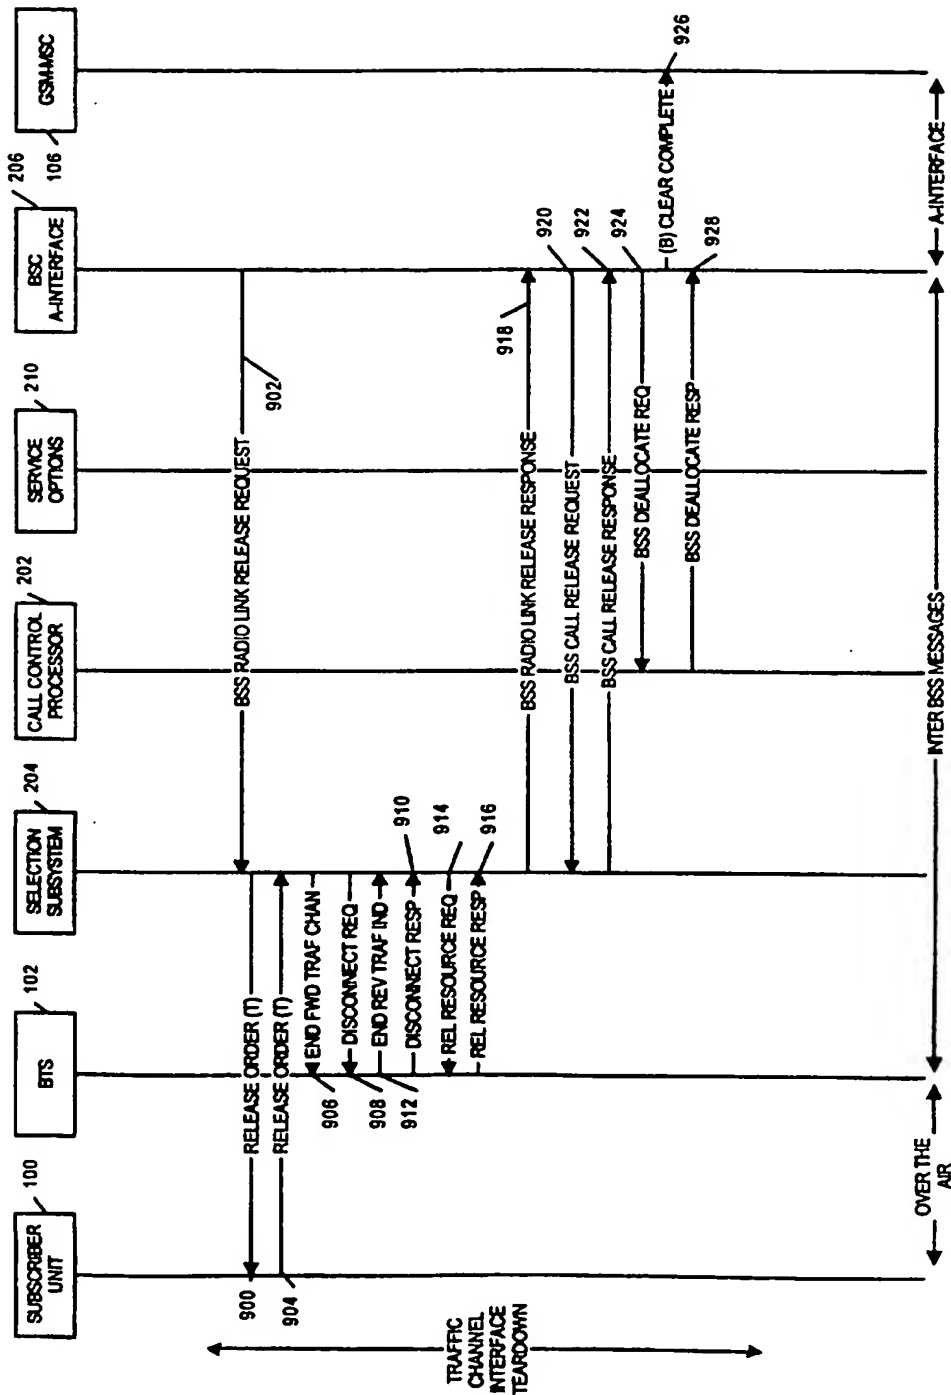 SUBSCRIBER
UNIT
100
BTS
102
SELECTION
SUBSYSTEM
204
CALL CONTROL
PROCESSOR
202
SERVICE
OPTIONS
210
BSC
A-INTERFACE
206
GSM-MSC
106
BSS RADIO LINK RELEASE REQUEST
902
RELEASE ORDER (T)
900
RELEASE ORDER (T)
904
END FWD TRAF CHAN
906
DISCONNECT REQ
908
END REV TRAF IND
912
DISCONNECT RESP
910
REL RESOURCE REQ
914
REL RESOURCE RESP
916
BSS RADIO LINK RELEASE RESPONSE
918
BSS CALL RELEASE REQUEST
920
BSS CALL RELEASE RESPONSE
922
BSS DEALLOCATE REQ
924
(B) CLEAR COMPLETE
926
BSS DEALLOCATE RESP
928
TRAFFIC
CHANNEL
INTERFACE
TEARDOWN
OVER THE
AIR
INTER BSS MESSAGES
A-INTERFACE